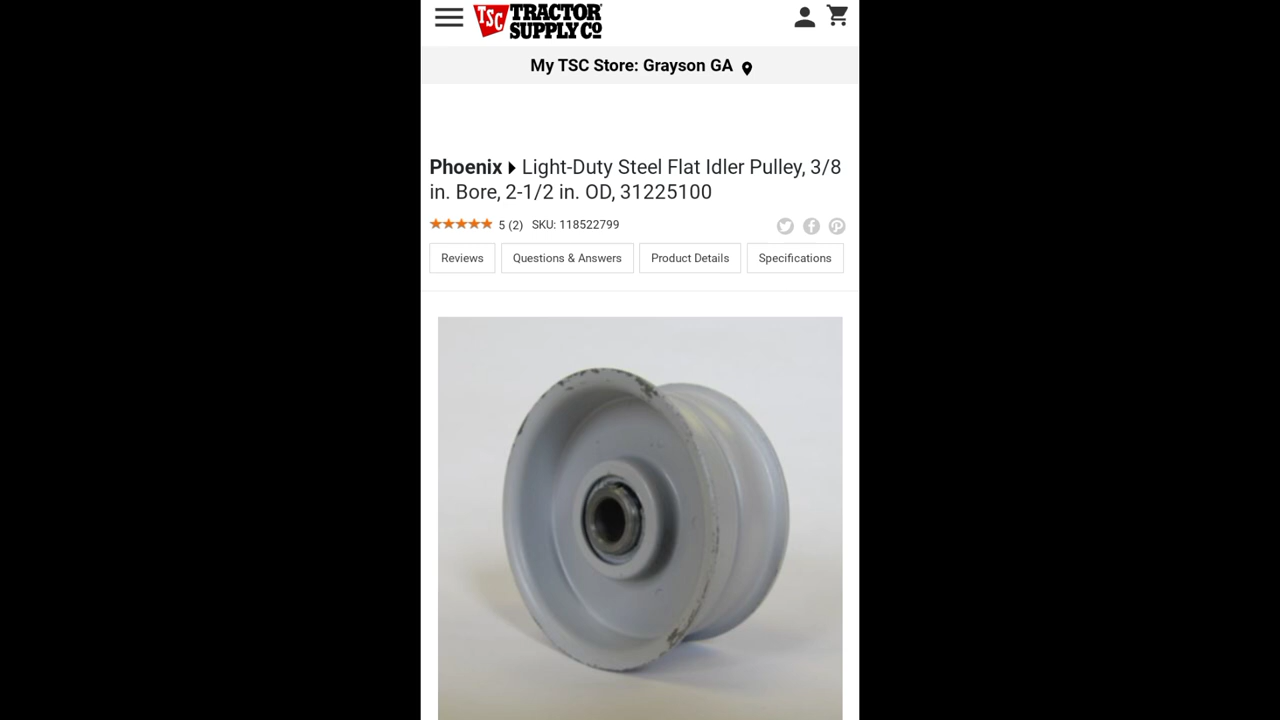 TSC TRACTOR
SUPPLY CO
My TSC Store: Grayson GA
Phoenix Light-Duty Steel Flat Idler Pulley, 3/8
in. Bore, 2-1/2 in. OD, 31225100
5 (2) SKU: 118522799
Reviews Questions & Answers Product Details Specifications